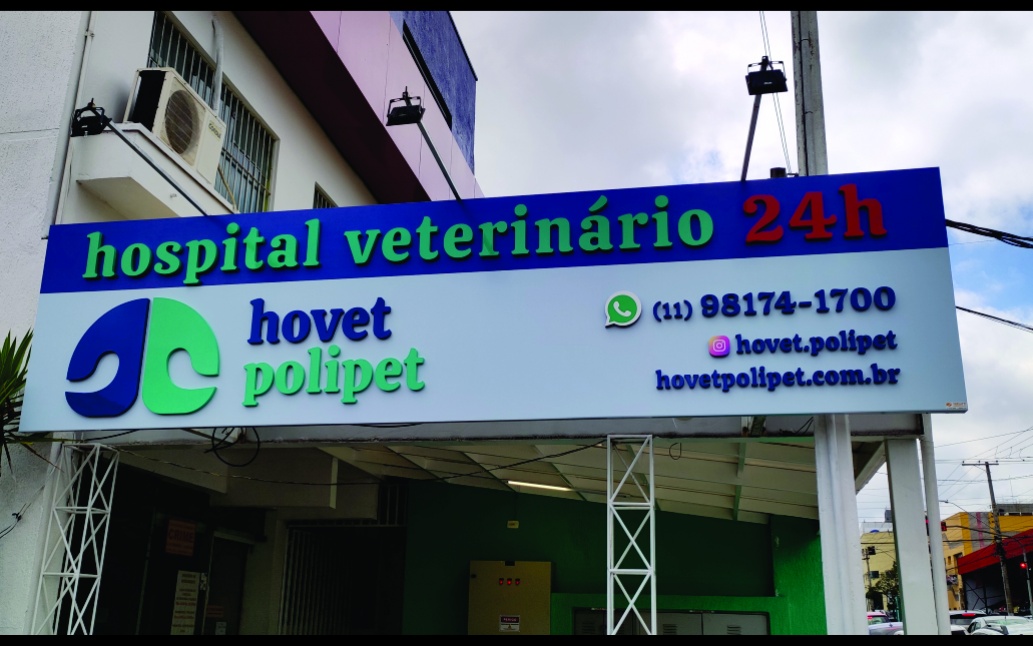 hospital veterinário 24h
hovet
polipet
(11) 98174-1700
hovet.polipet
hovetpolipet.com.br